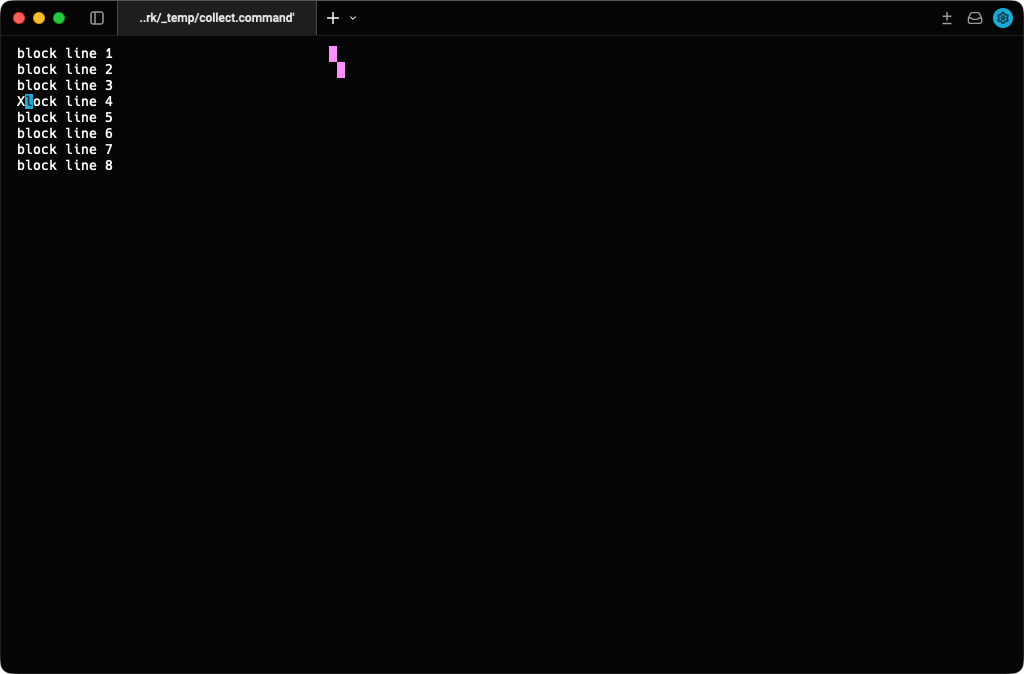 ..rk/_temp/collect.command'
block line 1
block line 2
block line 3
Xlock line 4
block line 5
block line 6
block line 7
block line 8